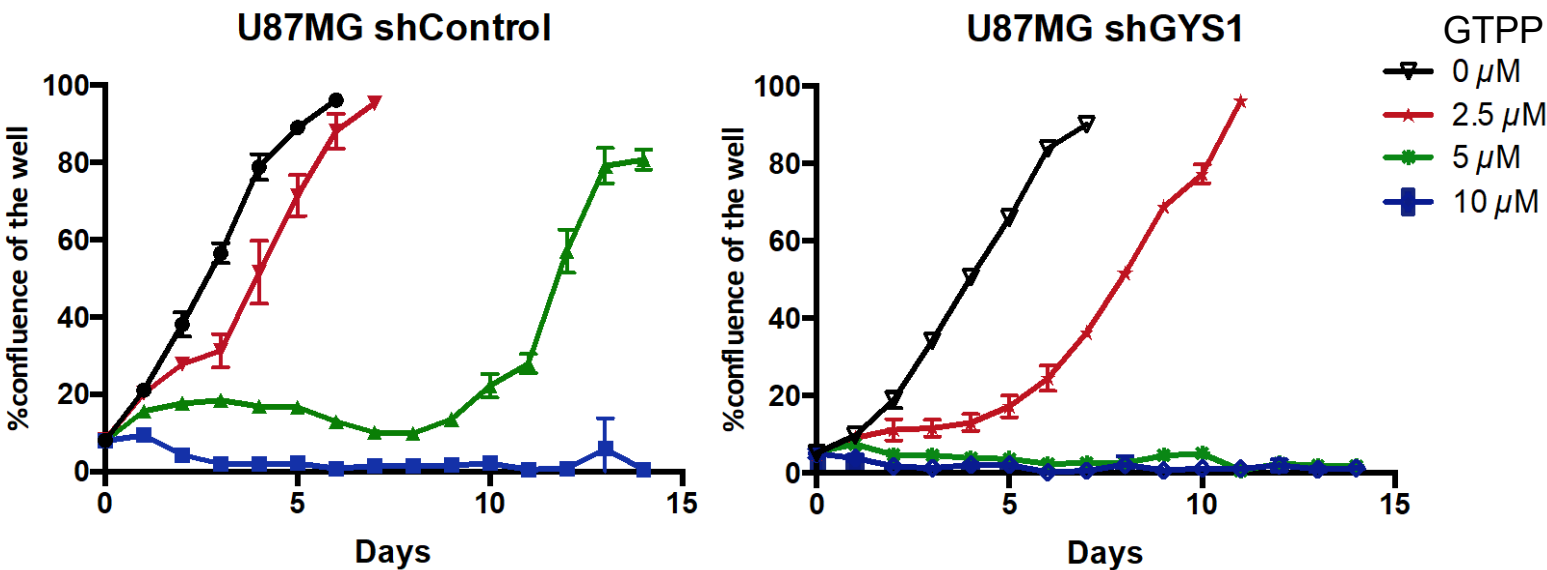 U87MG shControl
%confluence of the well
100
80
60
40
20
0
0 5 10 15
Days
U87MG shGYS1
%confluence of the well
100
80
60
40
20
0
0 5 10 15
Days
GTPP
0 µM
2.5 µM
5 µM
10 µM